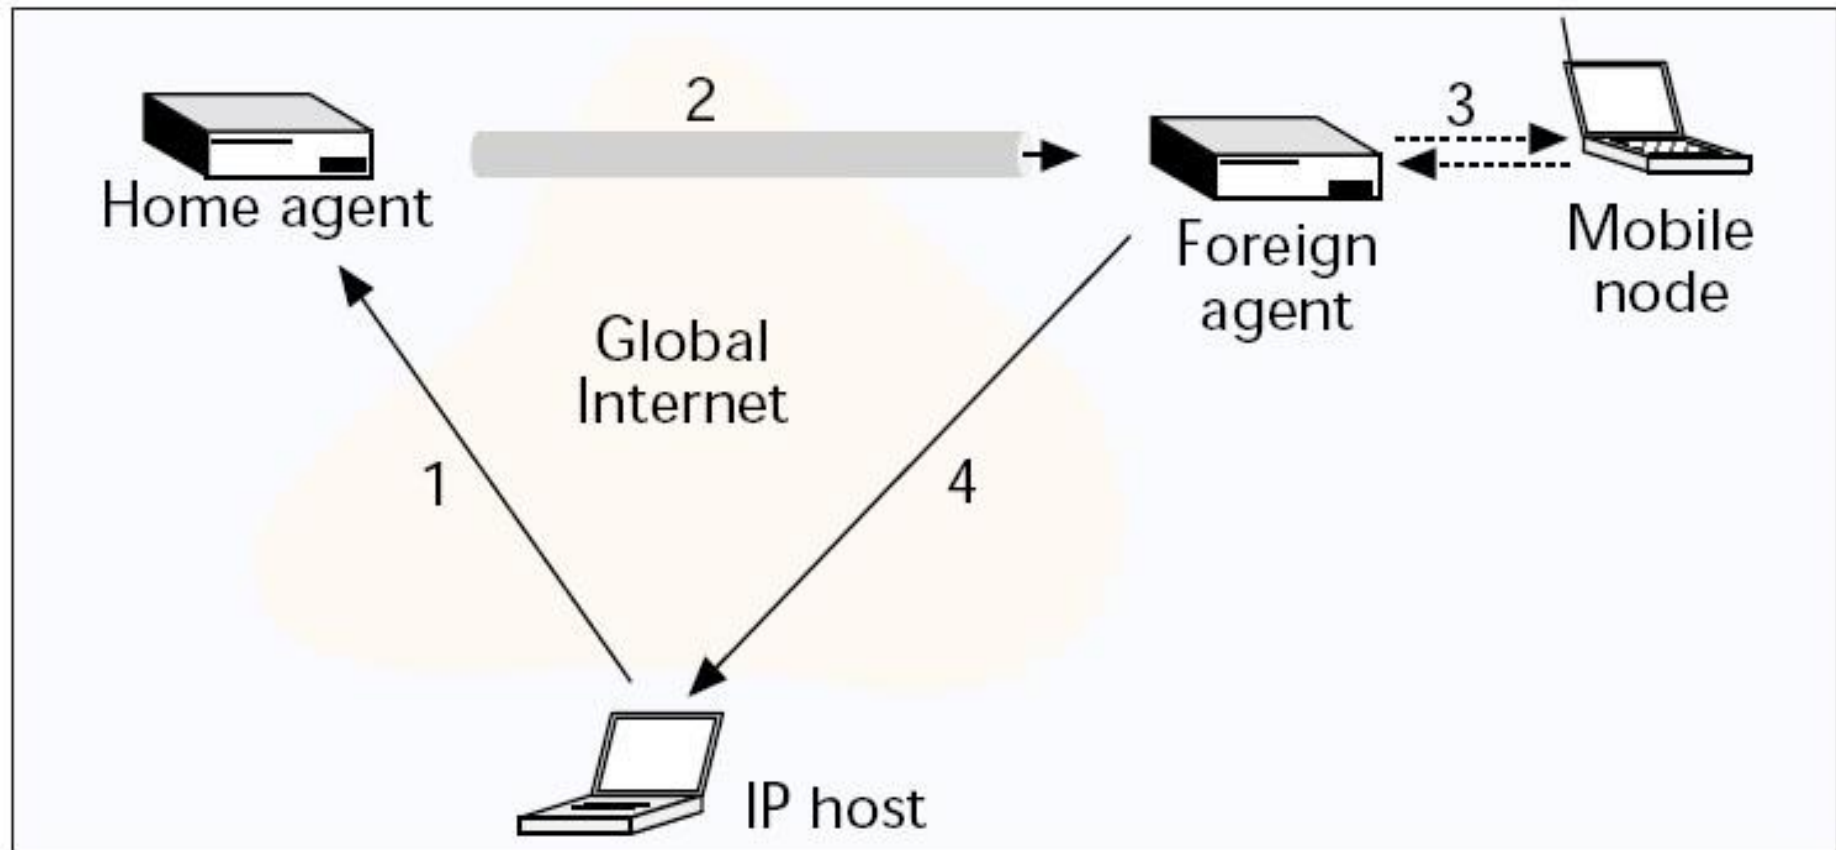 2
3
Home agent
Foreign
agent
Mobile
node
Global
Internet
1
4
IP host